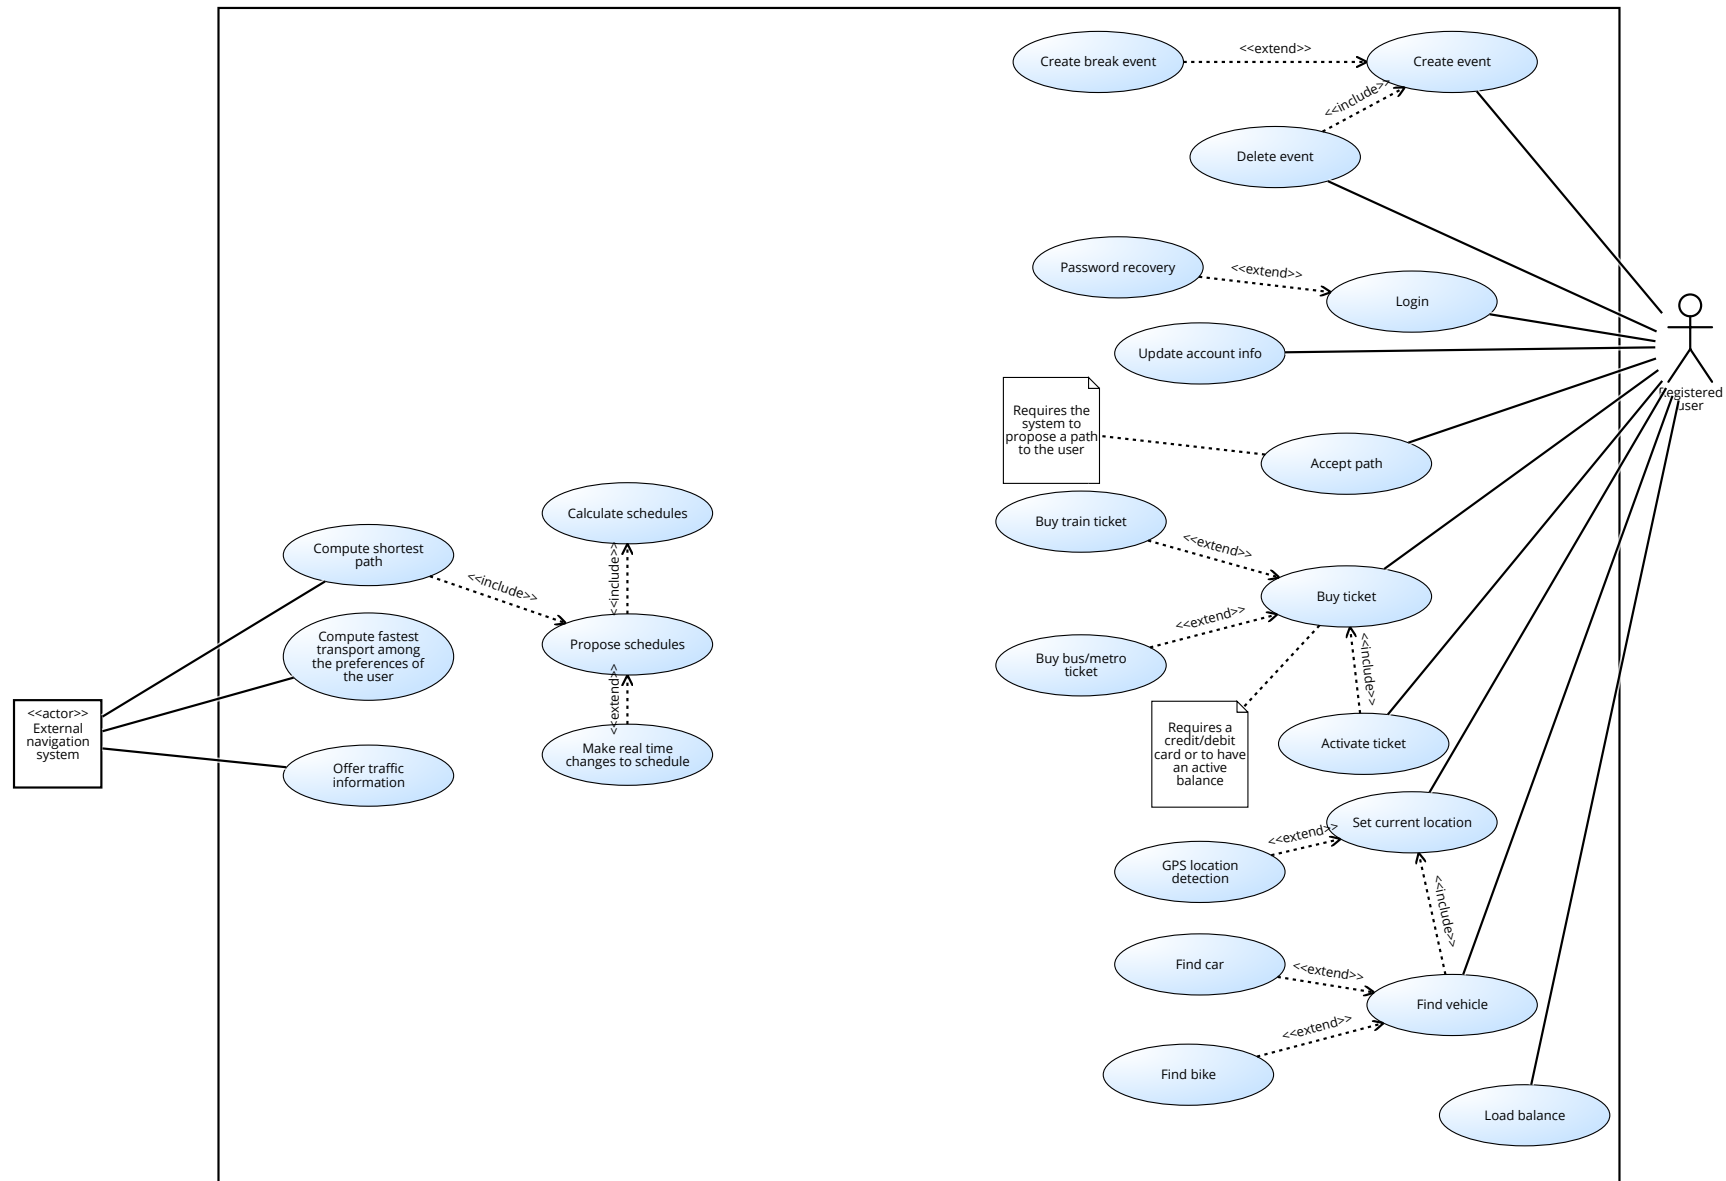 Create break event
<<extend>>
Create event
<<include>>
Delete event
Password recovery
<<extend>>
Login
Update account info
Registered
user
Requires the
system to
propose a path
to the user
Accept path
Calculate schedules
Buy train ticket
<<extend>>
Compute shortest
path
<<include>>
<<include>>
Buy ticket
<<extend>>
Compute fastest
transport among
the preferences of
the user
Propose schedules
Buy bus/metro
ticket
<<include>>
<<extend>>
<<actor>>
External
navigation
system
Make real time
changes to schedule
Requires a
credit/debit
card or to have
an active
balance
Activate ticket
Offer traffic
information
Set current location
<<extend>>
GPS location
detection
<<include>>
Find car
<<extend>>
Find vehicle
<<extend>>
Find bike
Load balance